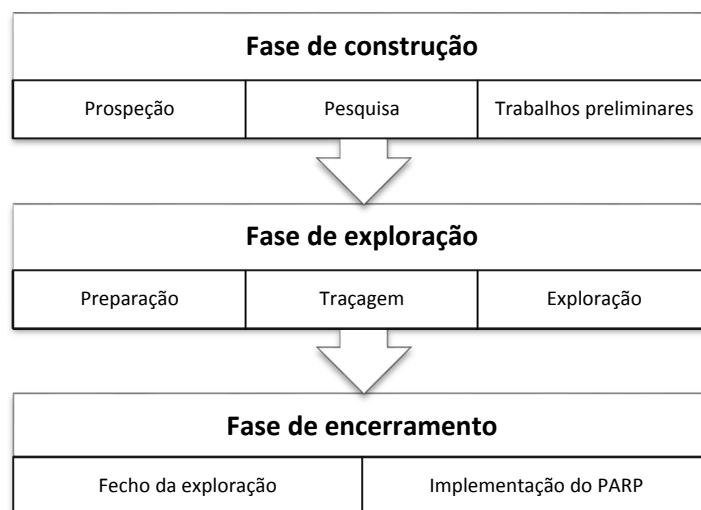 Fase de construção
Prospeção Pesquisa Trabalhos preliminares
Fase de exploração
Preparação Traçagem Exploração
Fase de encerramento
Fecho da exploração Implementação do PARP